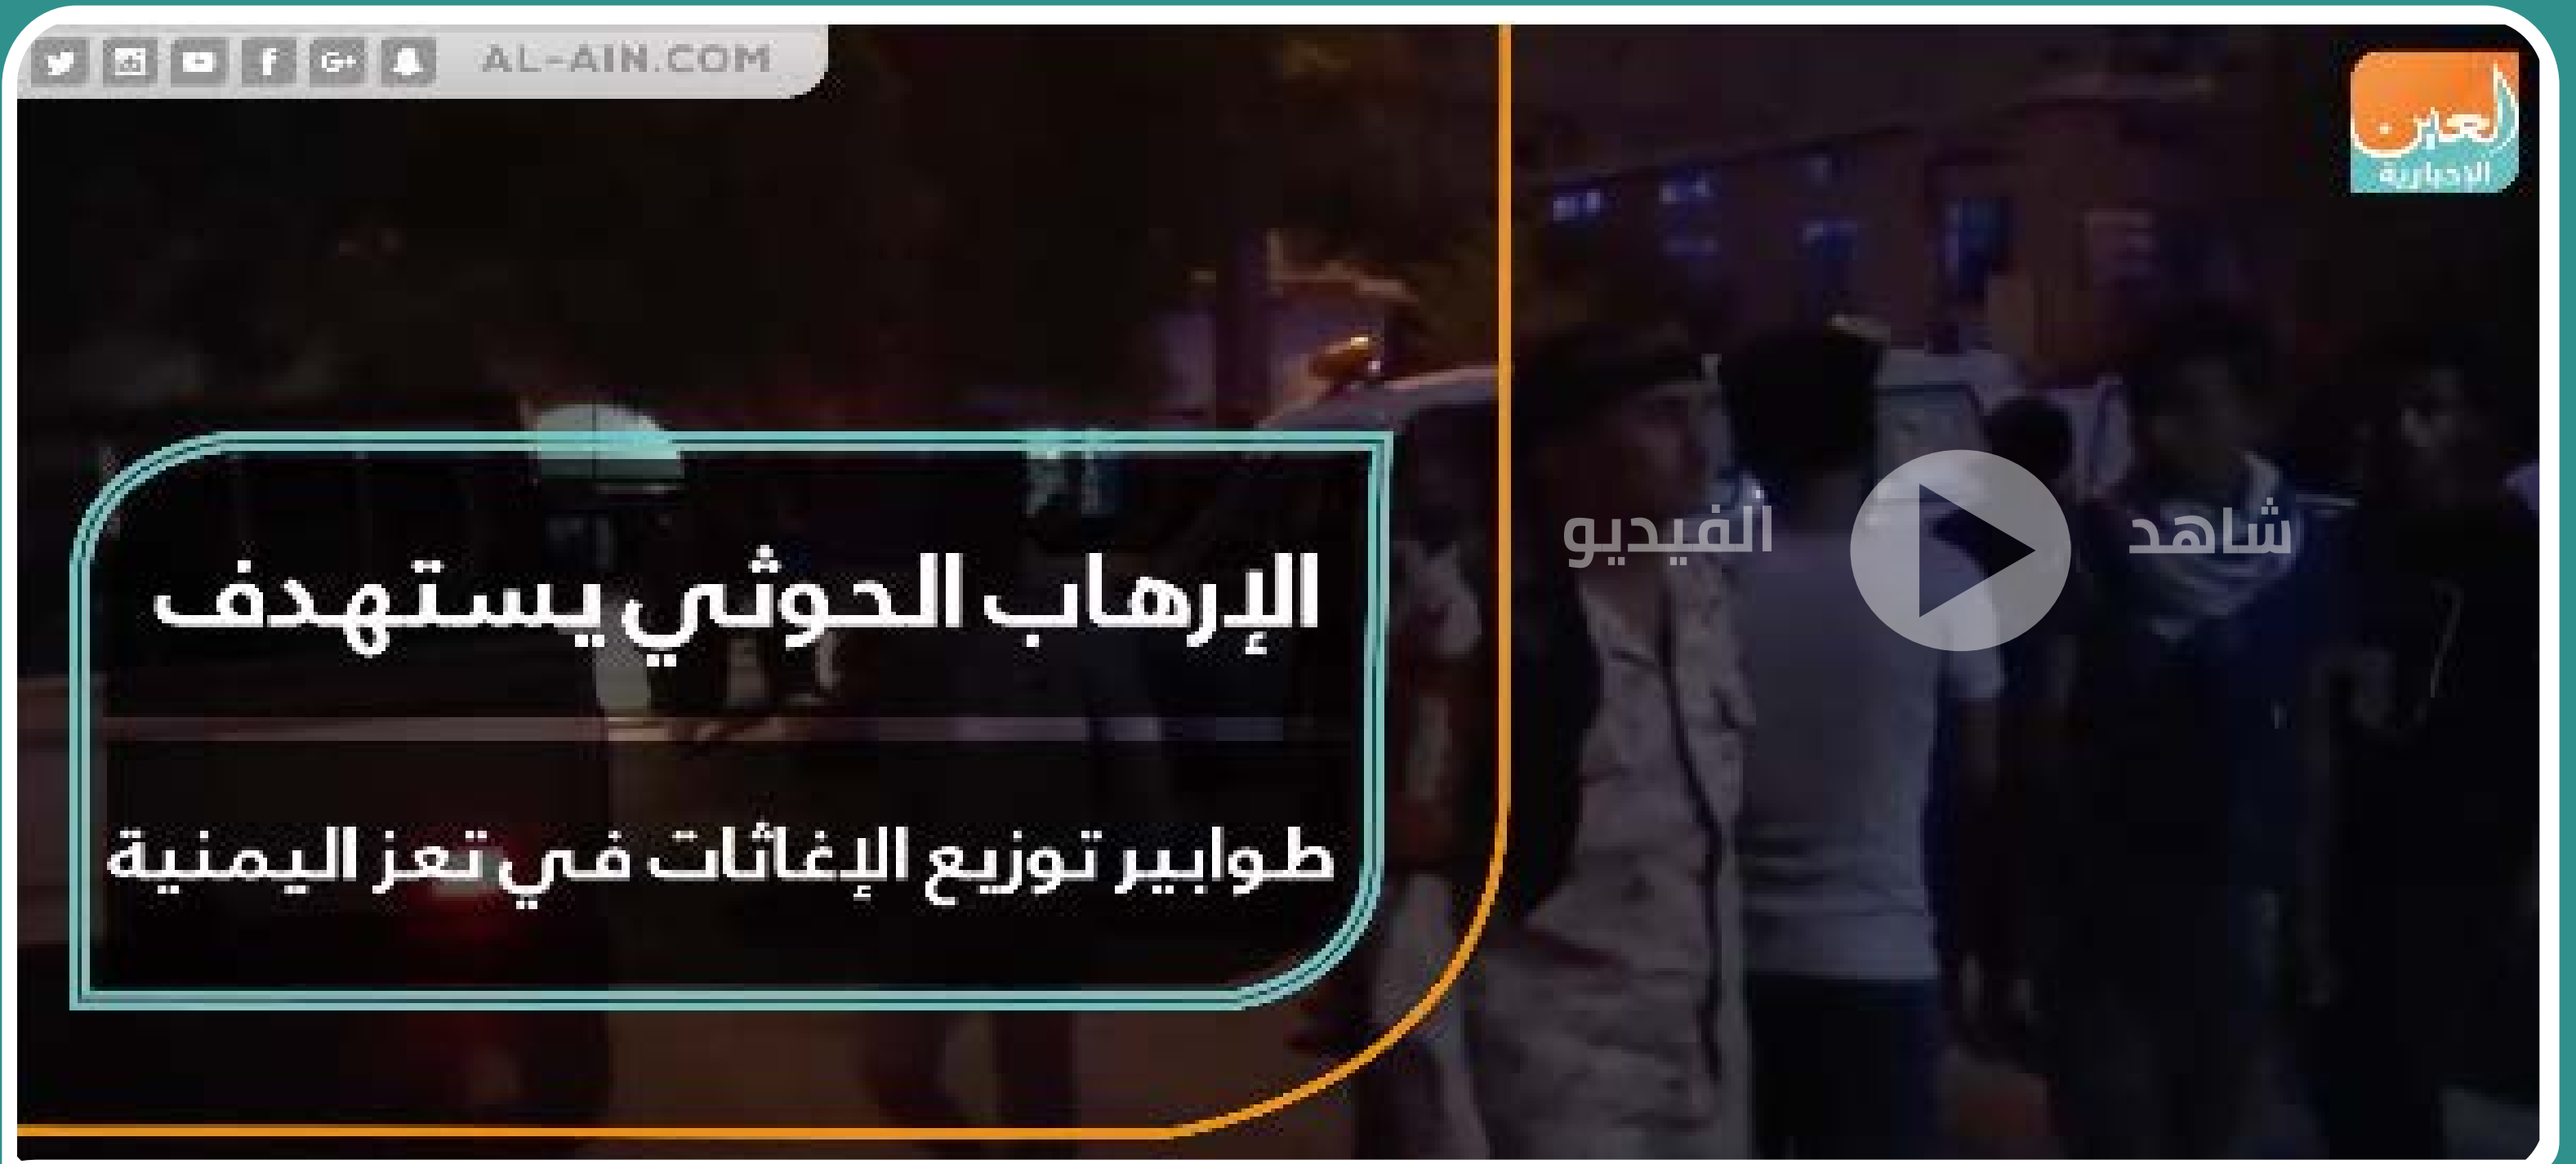 AL-AIN.COM
العين
الإخبارية
شاهد الفيديو
الإرهاب الحوثي يستهدف
طوابير توزيع الإغاثات في تعز اليمنية